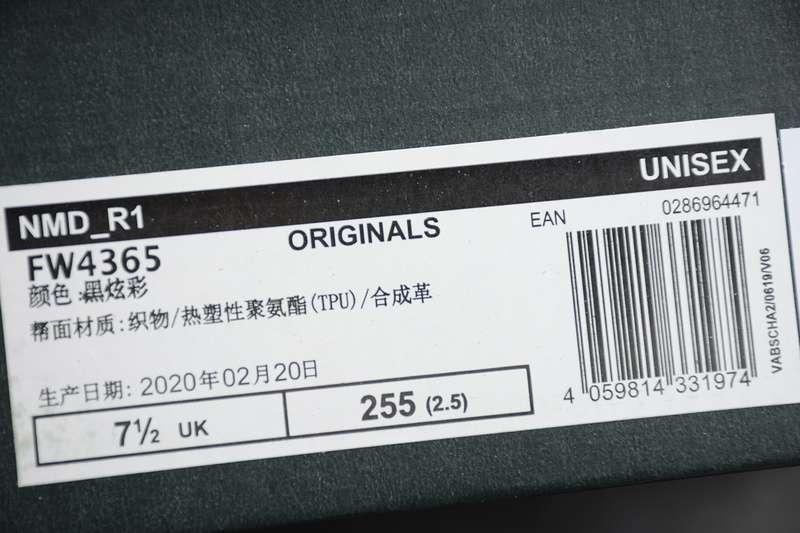 NMD_R1
UNISEX
FW4365
ORIGINALS
EAN
0286964471
颜色:黑炫彩
帮面材质:织物/热塑性聚氨酯(TPU)/合成革
生产日期: 2020年02月20日
7½ UK
255 (2.5)
4 059814 331974
VABSCHA2/0619/V06